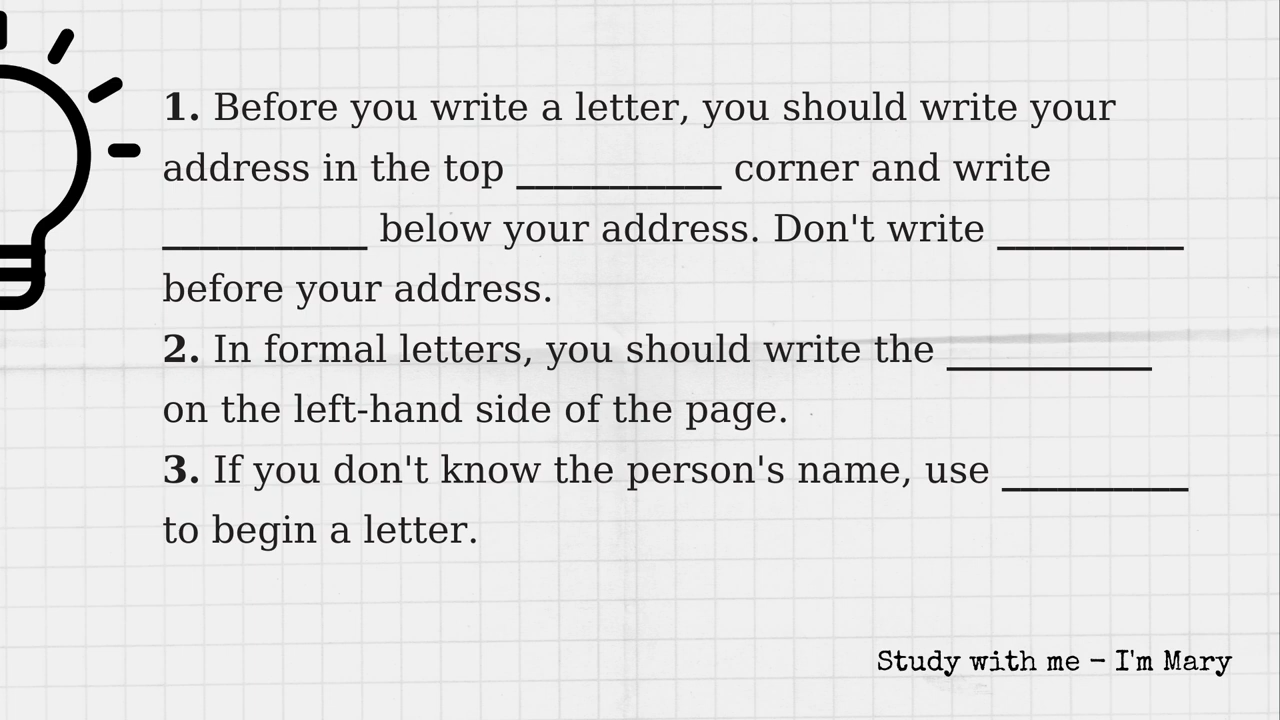 1. Before you write a letter, you should write your
address in the top ___________ corner and write
___________ below your address. Don't write __________
before your address.
2. In formal letters, you should write the ___________
on the left-hand side of the page.
3. If you don't know the person's name, use __________
to begin a letter.
Study with me - I'm Mary